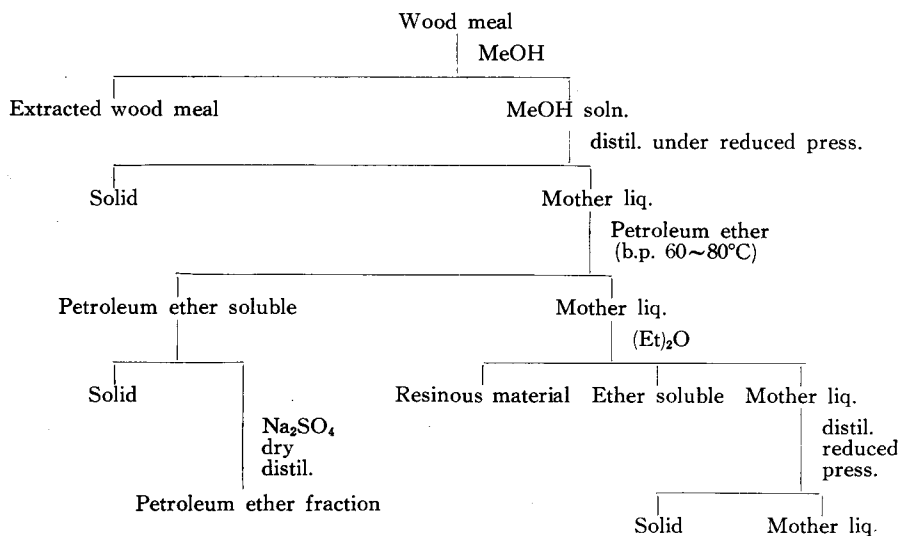 Wood meal
MeOH
Extracted wood meal MeOH soln.
distil. under reduced press.
Solid Mother liq.
Petroleum ether
(b.p. 60~80°C)
Petroleum ether soluble Mother liq.
(Et)₂O
Solid Resinous material Ether soluble Mother liq.
Na₂SO₄ distil.
dry reduced
distil. press.
Petroleum ether fraction
Solid Mother liq.